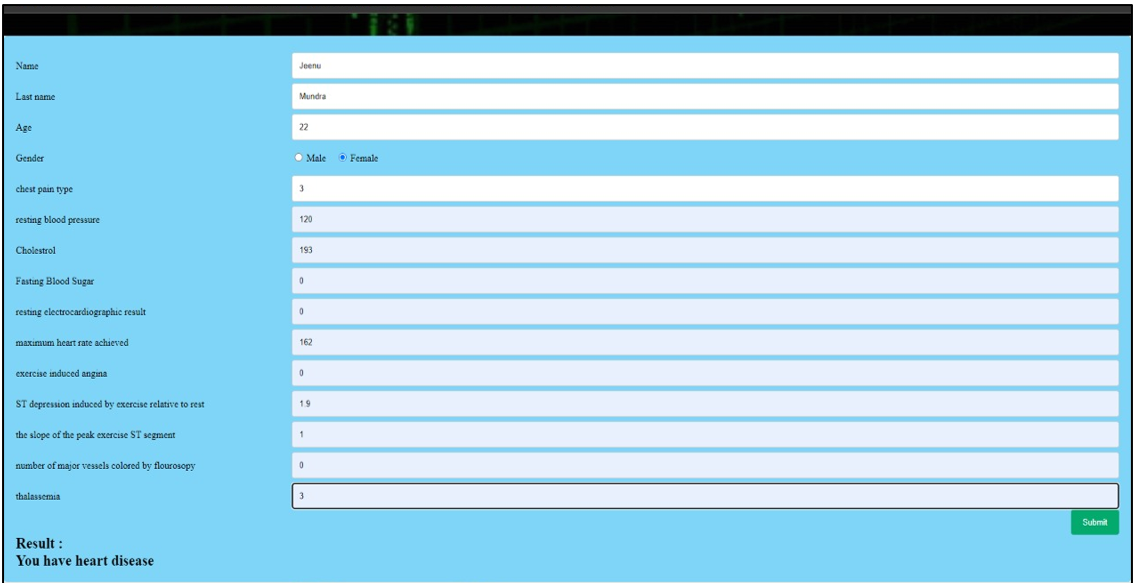 Name Jeenu
Last name Mundra
Age 22
Gender Male Female
chest pain type 3
resting blood pressure 120
Cholestrol 193
Fasting Blood Sugar 0
resting electrocardiographic result 0
maximum heart rate achieved 162
exercise induced angina 0
ST depression induced by exercise relative to rest 1.9
the slope of the peak exercise ST segment 1
number of major vessels colored by flourosopy 0
thalassemia 3
Submit
Result :
You have heart disease